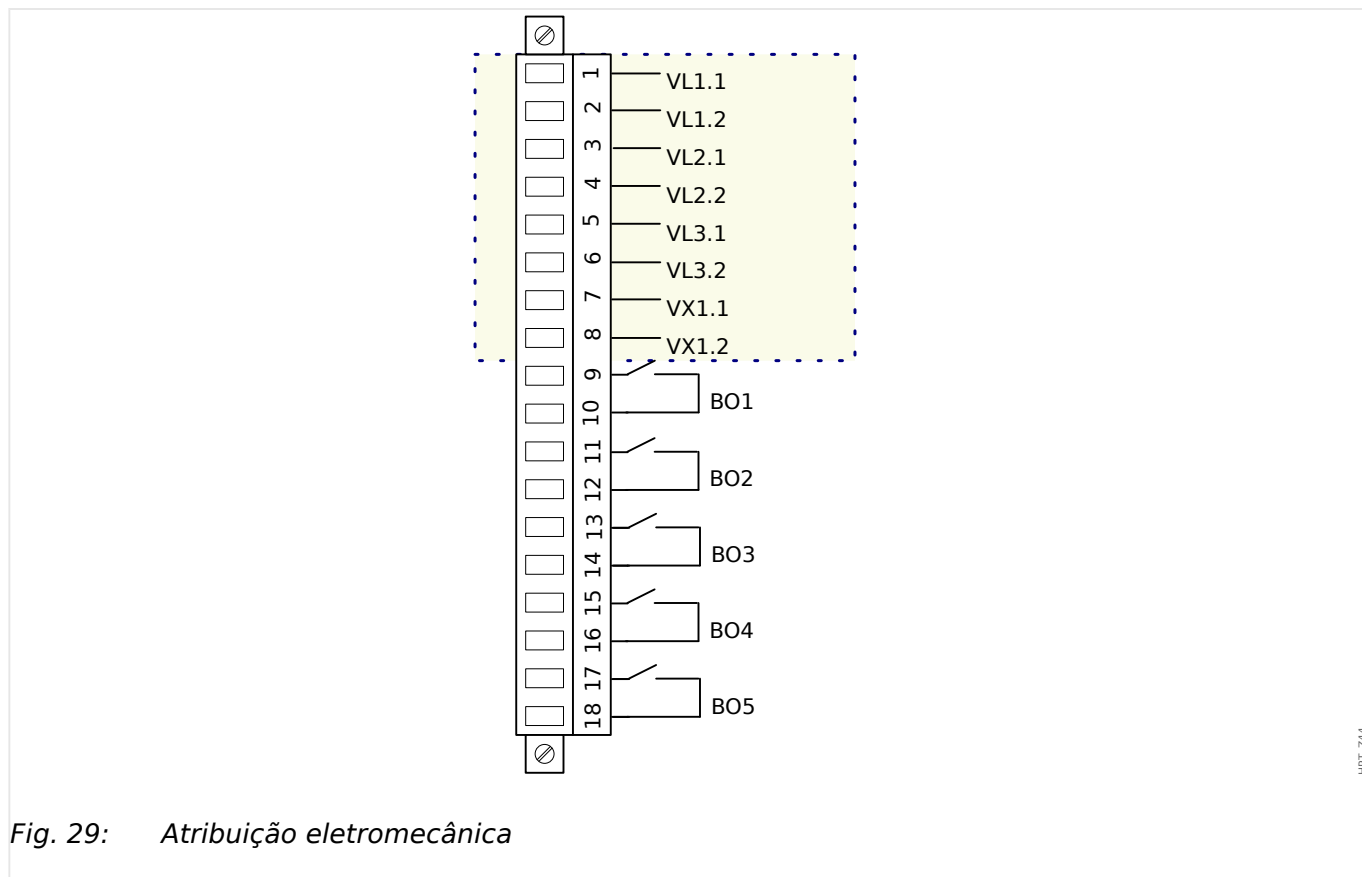 1 VL1.1
2 VL1.2
3 VL2.1
4 VL2.2
5 VL3.1
6 VL3.2
7 VX1.1
8 VX1.2
9
BO1
10
11
BO2
12
13
BO3
14
15
BO4
16
17
BO5
18
Fig. 29: Atribuição eletromecânica